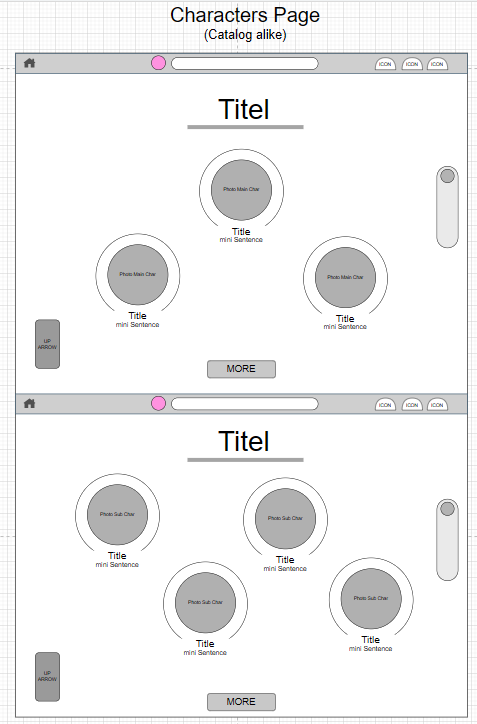 Characters Page
(Catalog alike)
ICON ICON ICON
Titel
Photo Main Char
Title
mini Sentence
Photo Main Char
Title
mini Sentence
Photo Main Char
Title
mini Sentence
UP
ARROW
MORE
ICON ICON ICON
Titel
Photo Sub Char
Title
mini Sentence
Photo Sub Char
Title
mini Sentence
Photo Sub Char
Title
mini Sentence
Photo Sub Char
Title
mini Sentence
UP
ARROW
MORE